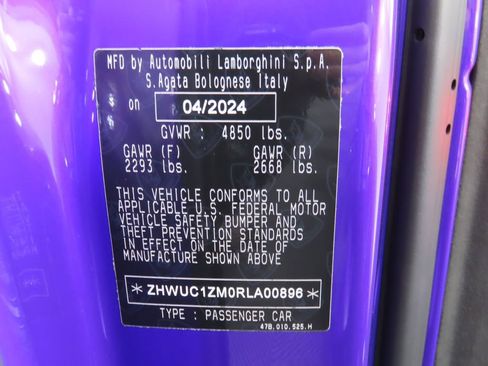 MFD by Automobili Lamborghini S.p.A.
S.Agata Bolognese Italy
on 04/2024
GVWR : 4850 lbs.
GAWR (F) GAWR (R)
2293 lbs. 2668 lbs.
THIS VEHICLE CONFORMS TO ALL
APPLICABLE U.S. FEDERAL MOTOR
VEHICLE SAFETY BUMPER AND
THEFT PREVENTION STANDARDS
IN EFFECT ON THE DATE OF
MANUFACTURE SHOWN ABOVE
*ZHWUC1ZM0RLA00896*
TYPE : PASSENGER CAR
47B.010.525.H